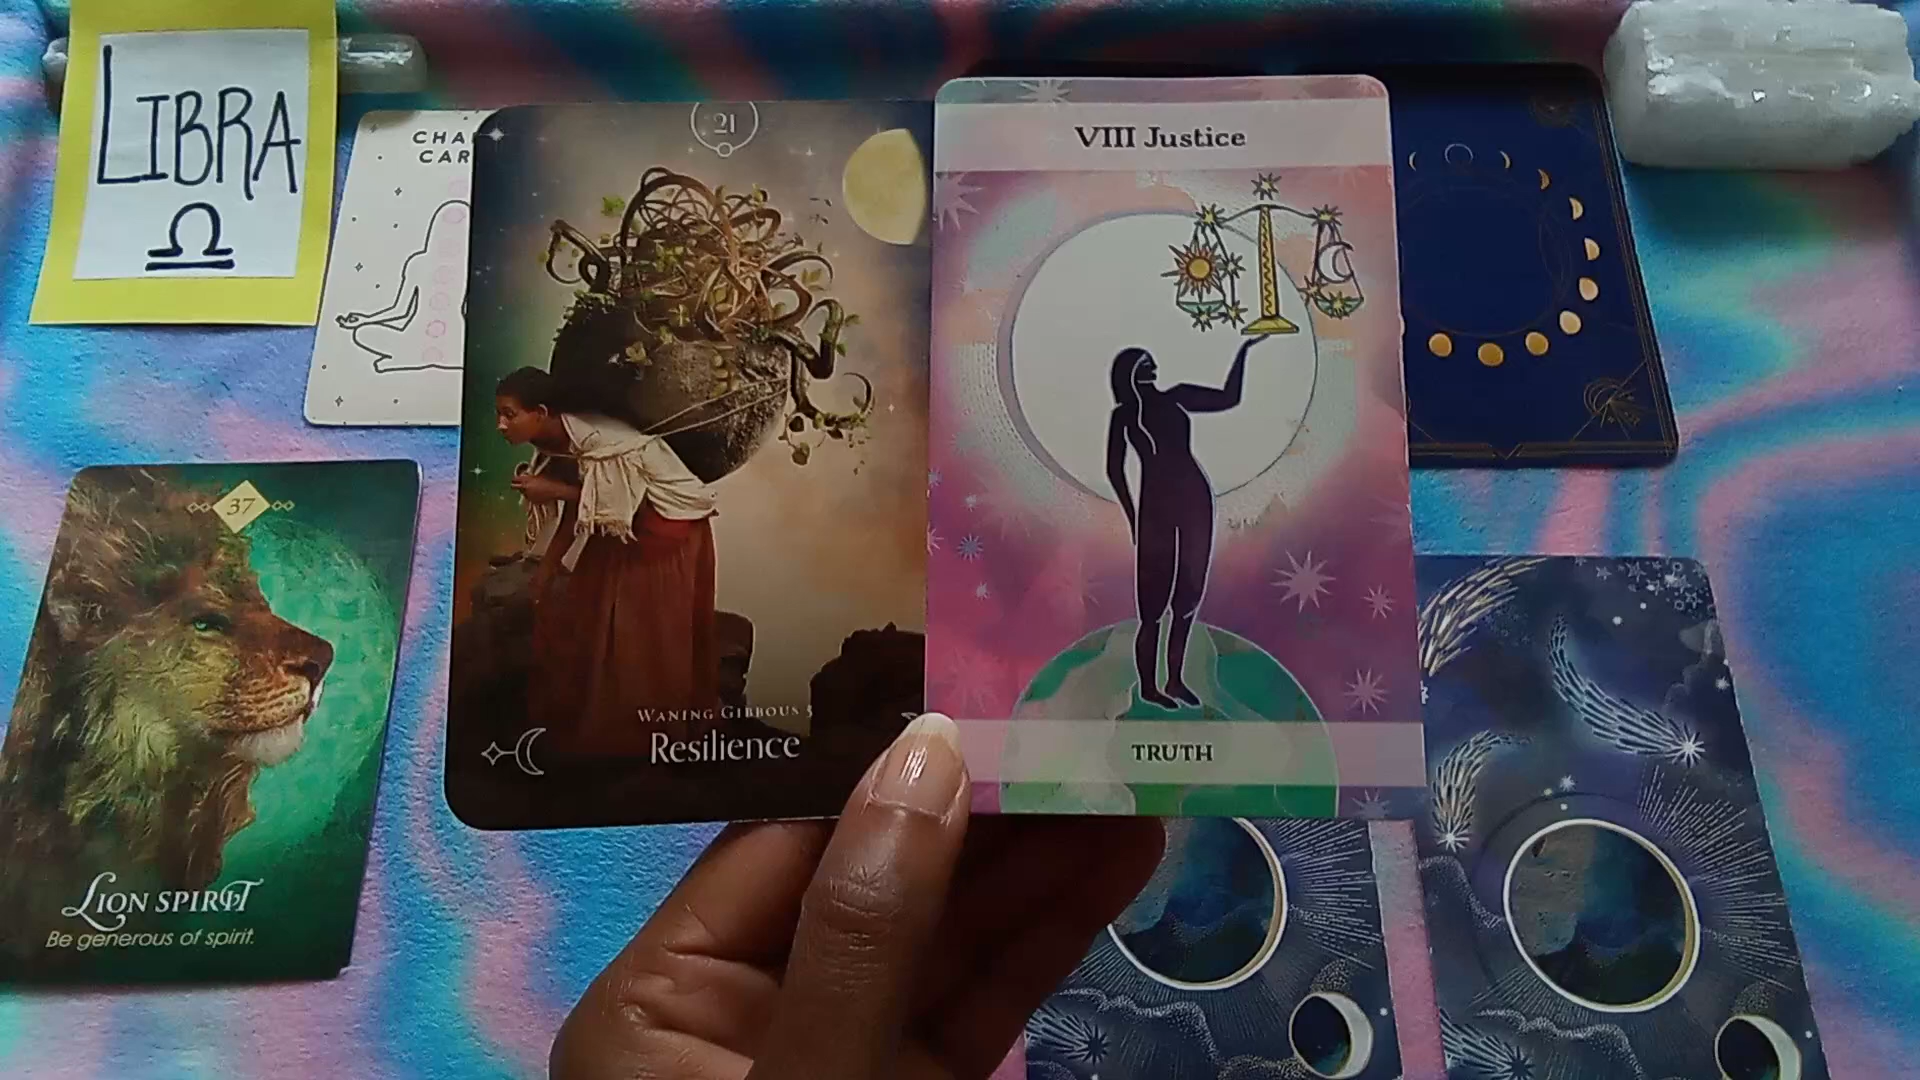 LIBRA
♎
CHA
CAR
21
VIII Justice
37
WANING GIBBOUS
Resilience
TRUTH
LION SPIRIT
Be generous of spirit.